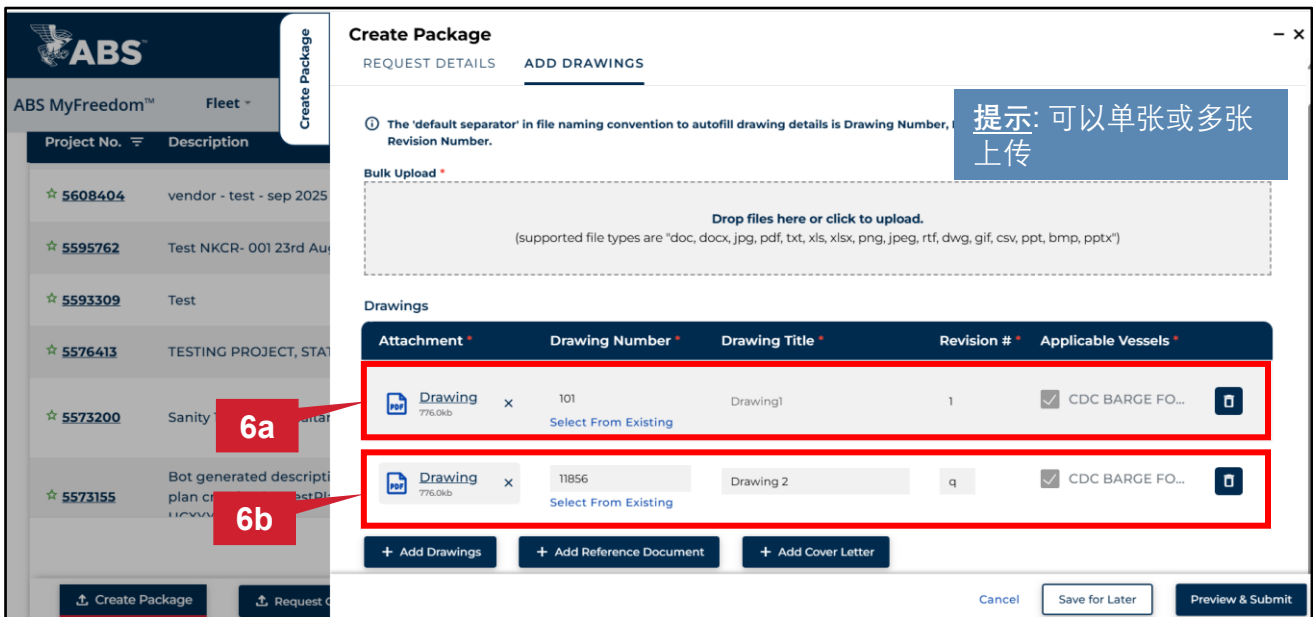 ABS™
ABS MyFreedom™
Fleet
Project No.
Description
5608404
vendor - test - sep 2025
5595762
Test NKCR- 001 23rd Au
5593309
Test
5576413
TESTING PROJECT, STAT
5573200
Sanity
5573155
Bot generated descripti
Create Package
Request
Create Package
Create Package
REQUEST DETAILS
ADD DRAWINGS
The 'default separator' in file naming convention to autofill drawing details is Drawing Number,
Revision Number.
提示: 可以单张或多张
上传
Bulk Upload *
Drop files here or click to upload.
(supported file types are "doc, docx, jpg, pdf, txt, xls, xlsx, png, jpeg, rtf, dwg, gif, csv, ppt, bmp, pptx")
Drawings
Attachment * Drawing Number * Drawing Title * Revision # * Applicable Vessels *
6a
PDF
Drawing
776.0kb
101
Select From Existing
Drawing1
1
CDC BARGE FO...
6b
PDF
Drawing
776.0kb
11856
Select From Existing
Drawing 2
q
CDC BARGE FO...
+ Add Drawings
+ Add Reference Document
+ Add Cover Letter
Cancel
Save for Later
Preview & Submit